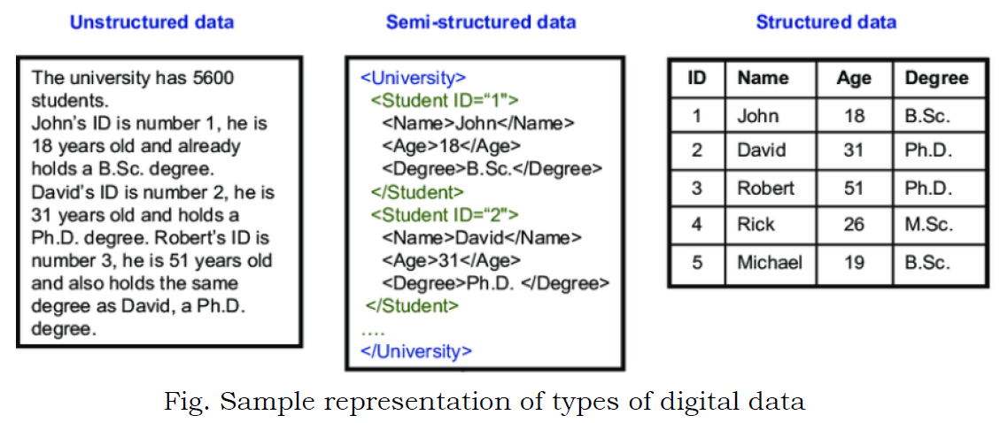 Unstructured data
The university has 5600
students.
John's ID is number 1, he is
18 years old and already
holds a B.Sc. degree.
David's ID is number 2, he is
31 years old and holds a
Ph.D. degree. Robert's ID is
number 3, he is 51 years old
and also holds the same
degree as David, a Ph.D.
degree.
Semi-structured data
<University>
<Student ID=“1">
<Name>John</Name>
<Age>18</Age>
<Degree>B.Sc.</Degree>
</Student>
<Student ID=“2">
<Name>David</Name>
<Age>31</Age>
<Degree>Ph.D. </Degree>
</Student>
....
</University>
Structured data
ID Name Age Degree
1 John 18 B.Sc.
2 David 31 Ph.D.
3 Robert 51 Ph.D.
4 Rick 26 M.Sc.
5 Michael 19 B.Sc.
Fig. Sample representation of types of digital data